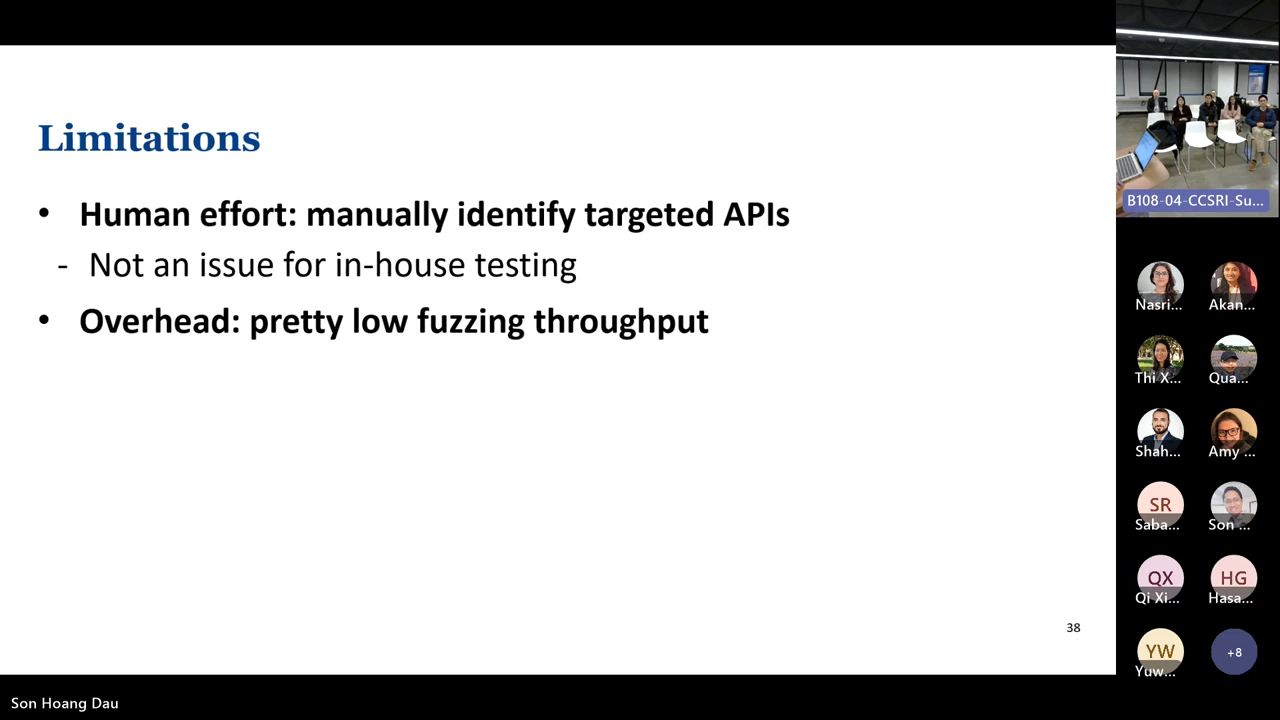 Limitations
• Human effort: manually identify targeted APIs
- Not an issue for in-house testing
• Overhead: pretty low fuzzing throughput
38
Son Hoang Dau
B108-04-CCSRI-Su...
Nasri...
Akan...
Thi X...
Qua...
Shah...
Amy ...
SR
Saba...
Son ...
QX
Qi Xi...
HG
Hasa...
YW
Yuw...
+8